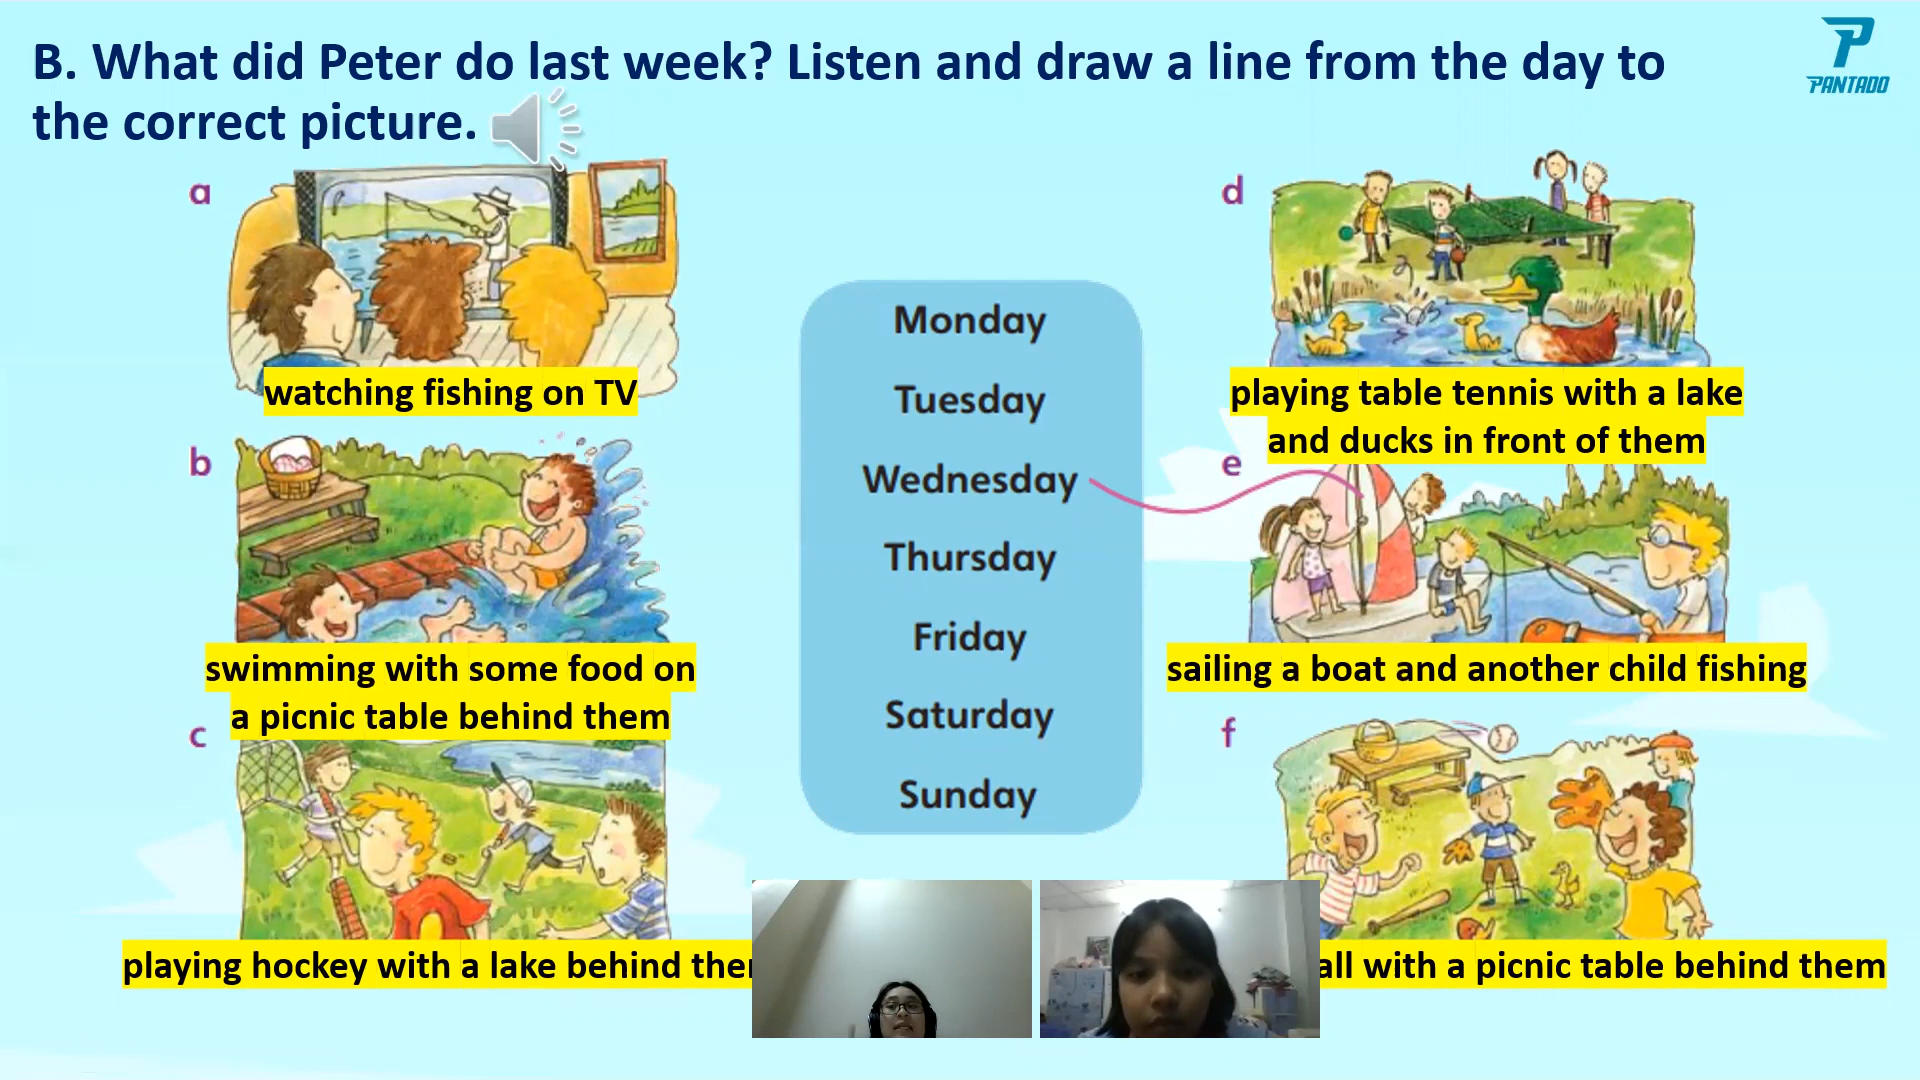 B. What did Peter do last week? Listen and draw a line from the day to
the correct picture.
PANTADO
a
watching fishing on TV
b
swimming with some food on
a picnic table behind them
c
playing hockey with a lake behind
Monday
Tuesday
Wednesday
Thursday
Friday
Saturday
Sunday
d
playing table tennis with a lake
and ducks in front of them
e
sailing a boat and another child fishing
f
with a picnic table behind them